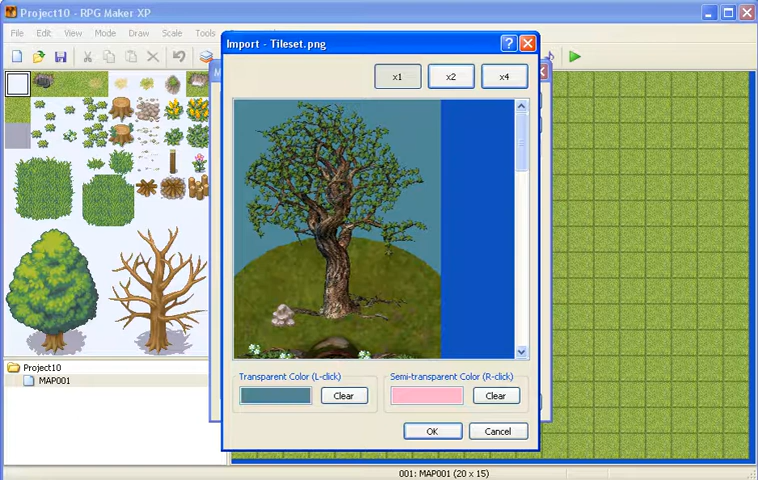 Project10 - RPG Maker XP
File Edit View Mode Draw Scale Tools
Import - Tileset.png
x1 x2 x4
Transparent Color (L-click)
Clear
Semi-transparent Color (R-click)
Clear
OK Cancel
Project10
MAP001
001: MAP001 (20 x 15)